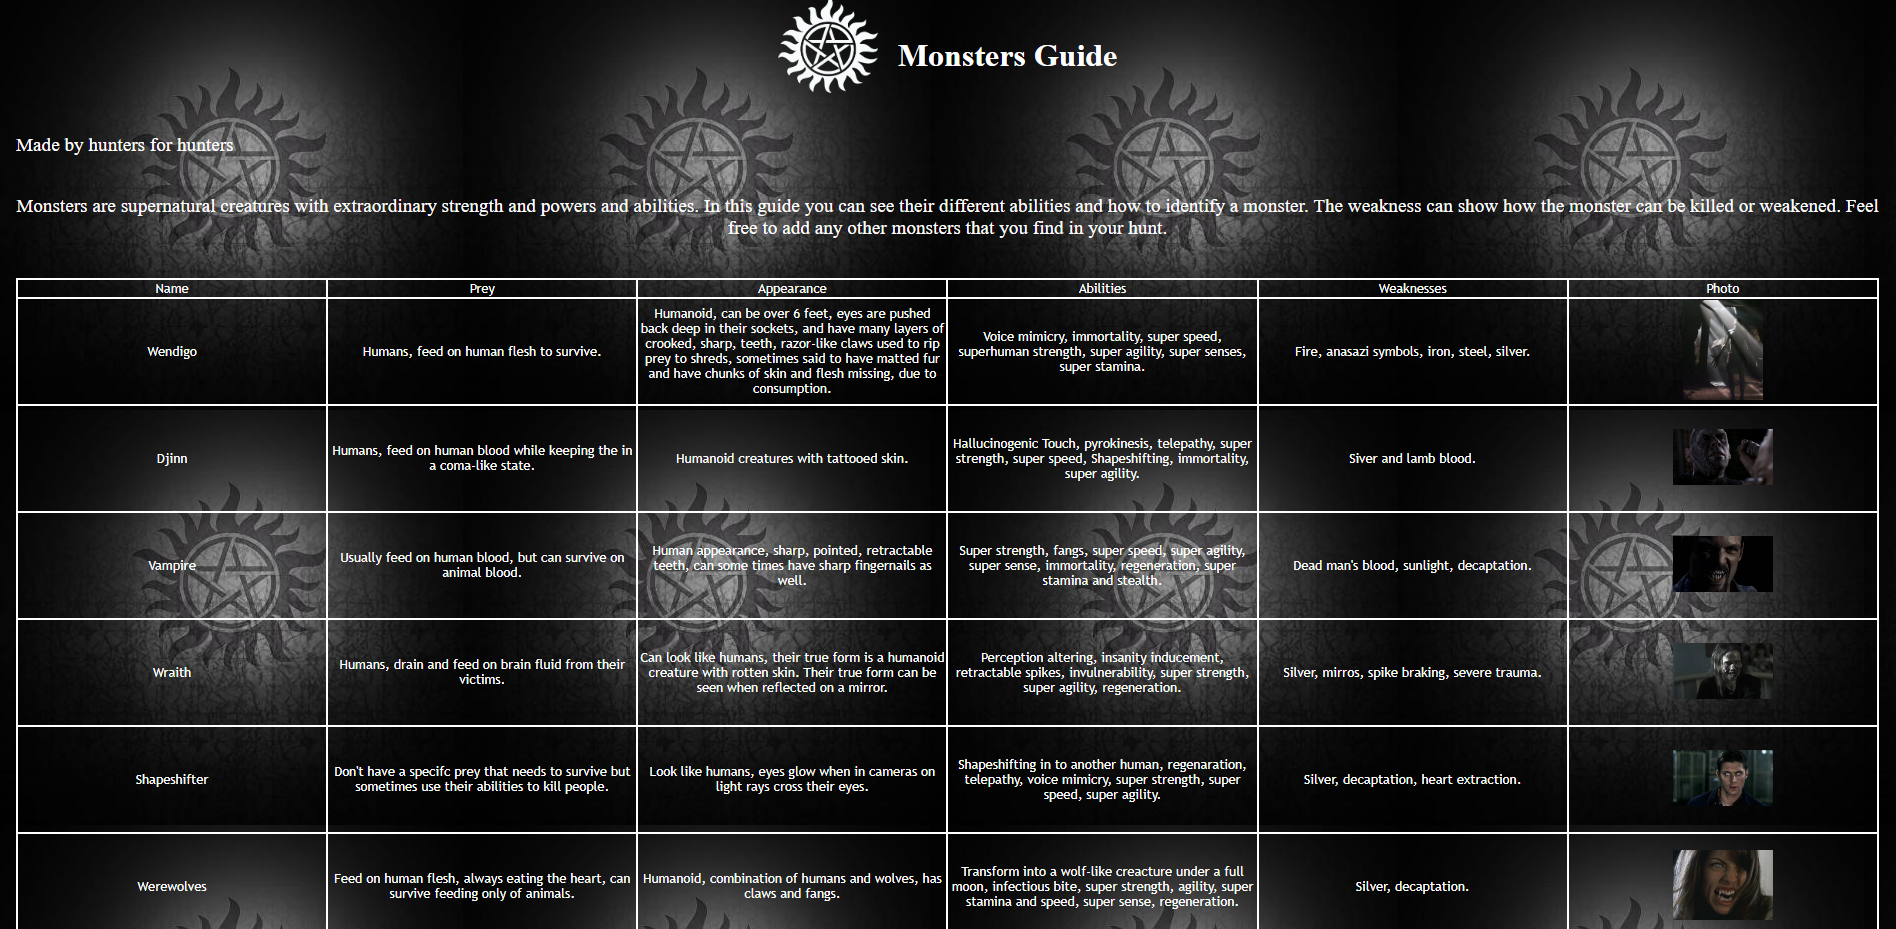 Monsters Guide
Made by hunters for hunters
Monsters are supernatural creatures with extraordinary strength and powers and abilities. In this guide you can see their different abilities and how to identify a monster. The weakness can show how the monster can be killed or weakened. Feel
free to add any other monsters that you find in your hunt.
Name
Prey
Appearance
Abilities
Weaknesses
Photo
Wendigo
Humans, feed on human flesh to survive.
Humanoid, can be over 6 feet, eyes are pushed
back deep in their sockets, and have many layers of
crooked, sharp, teeth, razor-like claws used to rip
prey to shreds, sometimes said to have matted fur
and have chunks of skin and flesh missing, due to
consumption.
Voice mimicry, immortality, super speed,
superhuman strength, super agility, super senses,
super stamina.
Fire, anasazi symbols, iron, steel, silver.
Djinn
Humans, feed on human blood while keeping the in
a coma-like state.
Humanoid creatures with tattooed skin.
Hallucinogenic Touch, pyrokinesis, telepathy, super
strength, super speed, Shapeshifting, immortality,
super agility.
Siver and lamb blood.
Vampire
Usually feed on human blood, but can survive on
animal blood.
Human appearance, sharp, pointed, retractable
teeth, can some times have sharp fingernails as
well.
Super strength, fangs, super speed, super agility,
super sense, immortality, regeneration, super
stamina and stealth.
Dead man's blood, sunlight, decaptation.
Wraith
Humans, drain and feed on brain fluid from their
victims.
Can look like humans, their true form is a humanoid
creature with rotten skin. Their true form can be
seen when reflected on a mirror.
Perception altering, insanity inducement,
retractable spikes, invulnerability, super strength,
super agility, regeneration.
Silver, mirros, spike braking, severe trauma.
Shapeshifter
Don't have a specifc prey that needs to survive but
sometimes use their abilities to kill people.
Look like humans, eyes glow when in cameras on
light rays cross their eyes.
Shapeshifting in to another human, regenaration,
telepathy, voice mimicry, super strength, super
speed, super agility.
Silver, decaptation, heart extraction.
Werewolves
Feed on human flesh, always eating the heart, can
survive feeding only of animals.
Humanoid, combination of humans and wolves, has
claws and fangs.
Transform into a wolf-like creacture under a full
moon, infectious bite, super strength, agility, super
stamina and speed, super sense, regeneration.
Silver, decaptation.